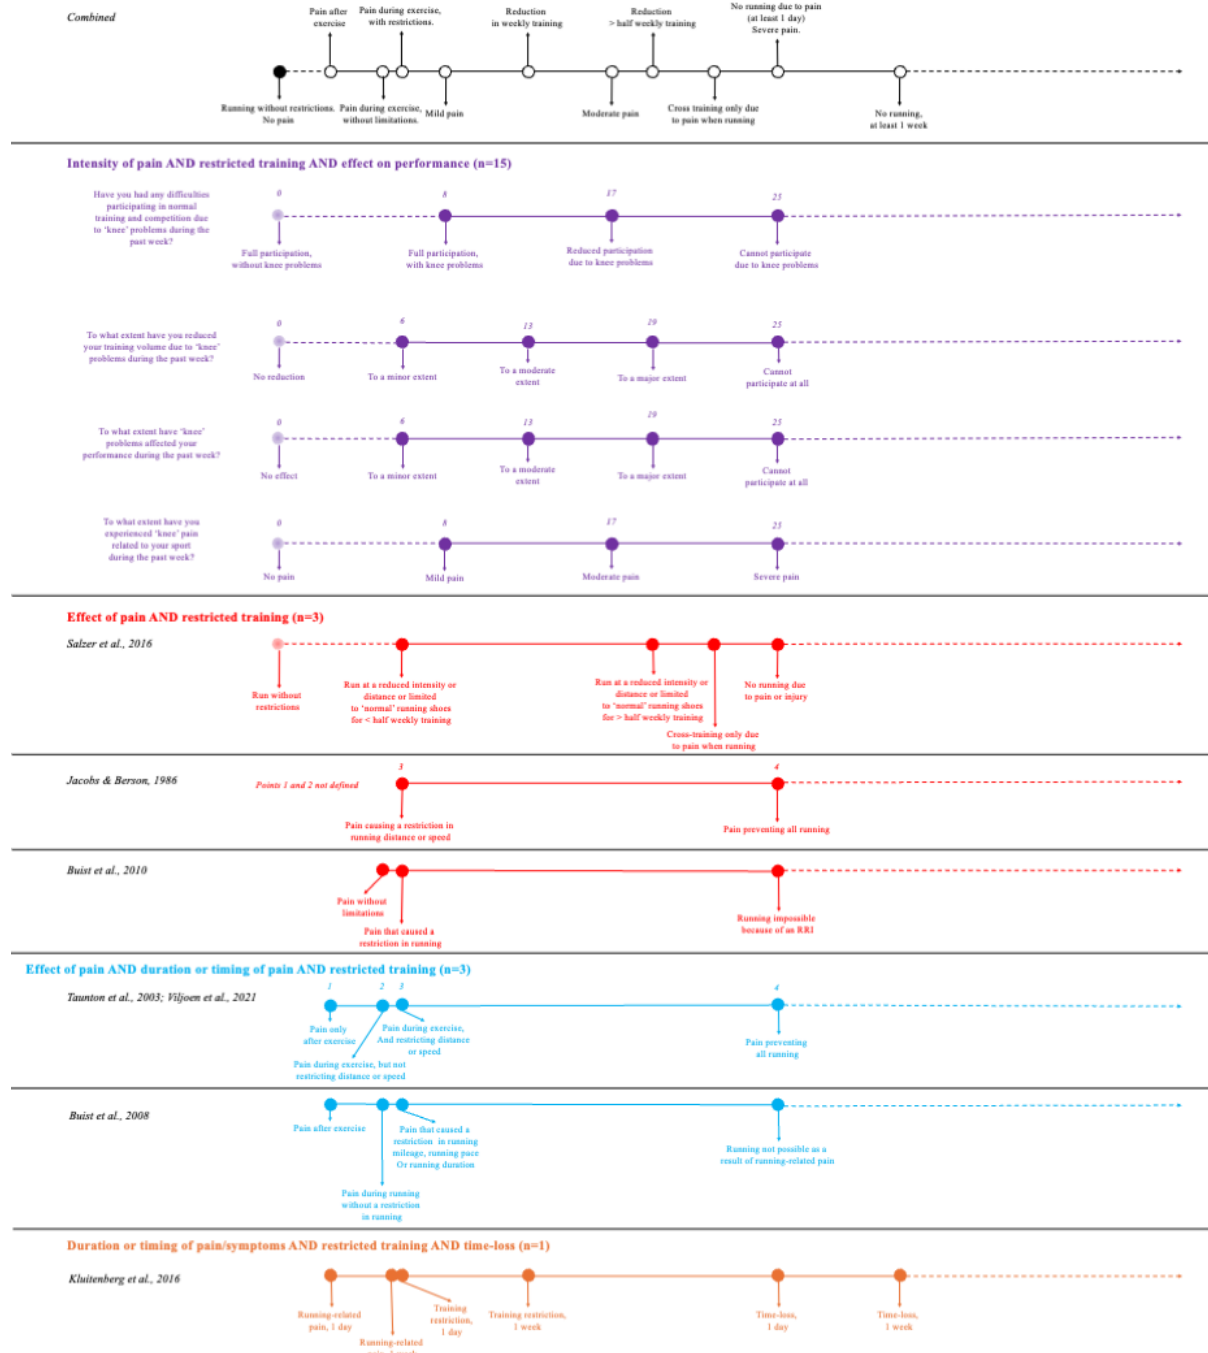 Combined
Pain after
exercise
Pain during exercise,
with restrictions.
Reduction
in weekly training
Reduction
> half weekly training
No running due to pain
(at least 1 day)
Severe pain.
Running without restrictions.
No pain
Pain during exercise,
without limitations.
Mild pain
Moderate pain
Cross training only due
to pain when running
No running,
at least 1 week
Intensity of pain AND restricted training AND effect on performance (n=15)
Have you had any difficulties
participating in normal
training and competition due
to ‘knee’ problems during the
past week?
0
8
17
25
Full participation,
without knee problems
Full participation,
with knee problems
Reduced participation
due to knee problems
Cannot participate
due to knee problems
To what extent have you reduced
your training volume due to ‘knee’
problems during the past week?
0
6
13
19
25
No reduction
To a minor extent
To a moderate
extent
To a major extent
Cannot
participate at all
To what extent have ‘knee’
problems affected your
performance during the past week?
0
6
13
19
25
No effect
To a minor extent
To a moderate
extent
To a major extent
Cannot
participate at all
To what extent have you
experienced ‘knee’ pain
related to your sport
during the past week?
0
8
17
25
No pain
Mild pain
Moderate pain
Severe pain
Effect of pain AND restricted training (n=3)
Salzer et al., 2016
Run without
restrictions
Run at a reduced intensity or
distance or limited
to ‘normal’ running shoes
for < half weekly training
Run at a reduced intensity or
distance or limited
to ‘normal’ running shoes
for > half weekly training
Cross-training only due
to pain when running
No running due
to pain or injury
Jacobs & Berson, 1986
Points 1 and 2 not defined
3
4
Pain causing a restriction in
running distance or speed
Pain preventing all running
Buist et al., 2010
Pain without
limitations
Pain that caused a
restriction in running
Running impossible
because of an RRI
Effect of pain AND duration or timing of pain AND restricted training (n=3)
Taunton et al., 2003; Viljoen et al., 2021
1
2
3
4
Pain only
after exercise
Pain during exercise,
And restricting distance
or speed
Pain during exercise, but not
restricting distance or speed
Pain preventing
all running
Buist et al., 2008
Pain after exercise
Pain that caused a
restriction in running
mileage, running pace
Or running duration
Pain during running
without a restriction
in running
Running not possible as a
result of running-related pain
Duration or timing of pain/symptoms AND restricted training AND time-loss (n=1)
Kluitenberg et al., 2016
Running-related
pain, 1 day
Running-related
Training
restriction,
1 day
Training restriction,
1 week
Time-loss,
1 day
Time-loss,
1 week